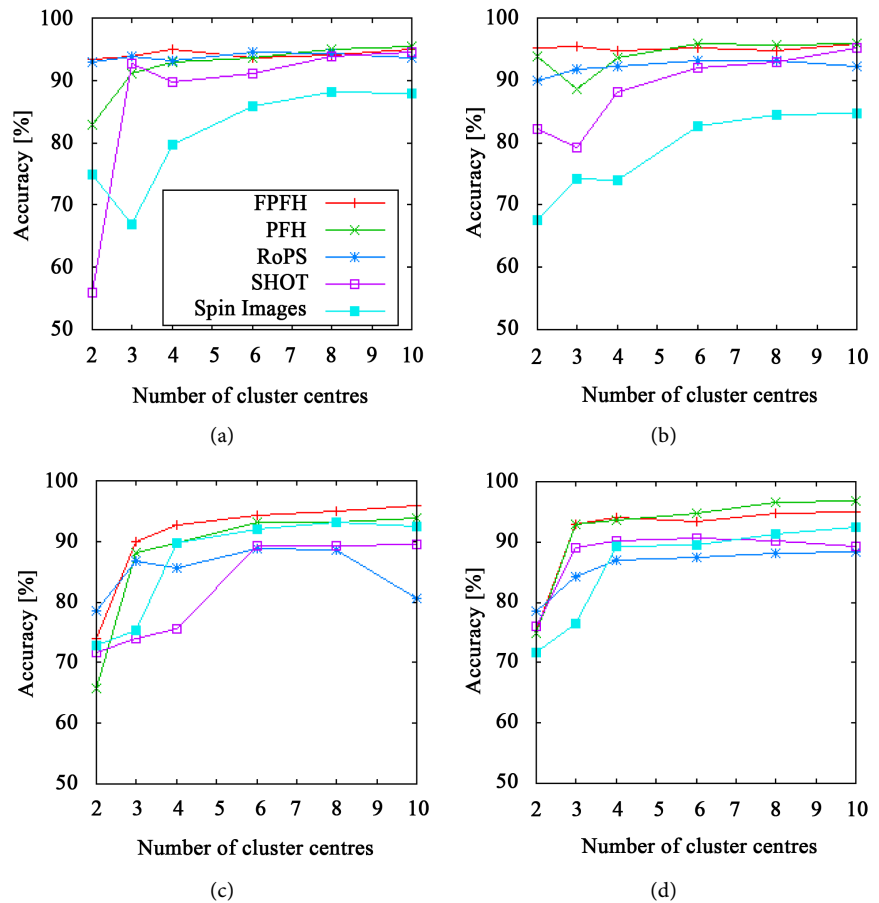 100
90
80
70
60
50
Accuracy [%]
FPFH
PFH
RoPS
SHOT
Spin Images
2 3 4 5 6 7 8 9 10
Number of cluster centres
(a)
100
90
80
70
60
50
Accuracy [%]
2 3 4 5 6 7 8 9 10
Number of cluster centres
(b)
100
90
80
70
60
50
Accuracy [%]
2 3 4 5 6 7 8 9 10
Number of cluster centres
(c)
100
90
80
70
60
50
Accuracy [%]
2 3 4 5 6 7 8 9 10
Number of cluster centres
(d)